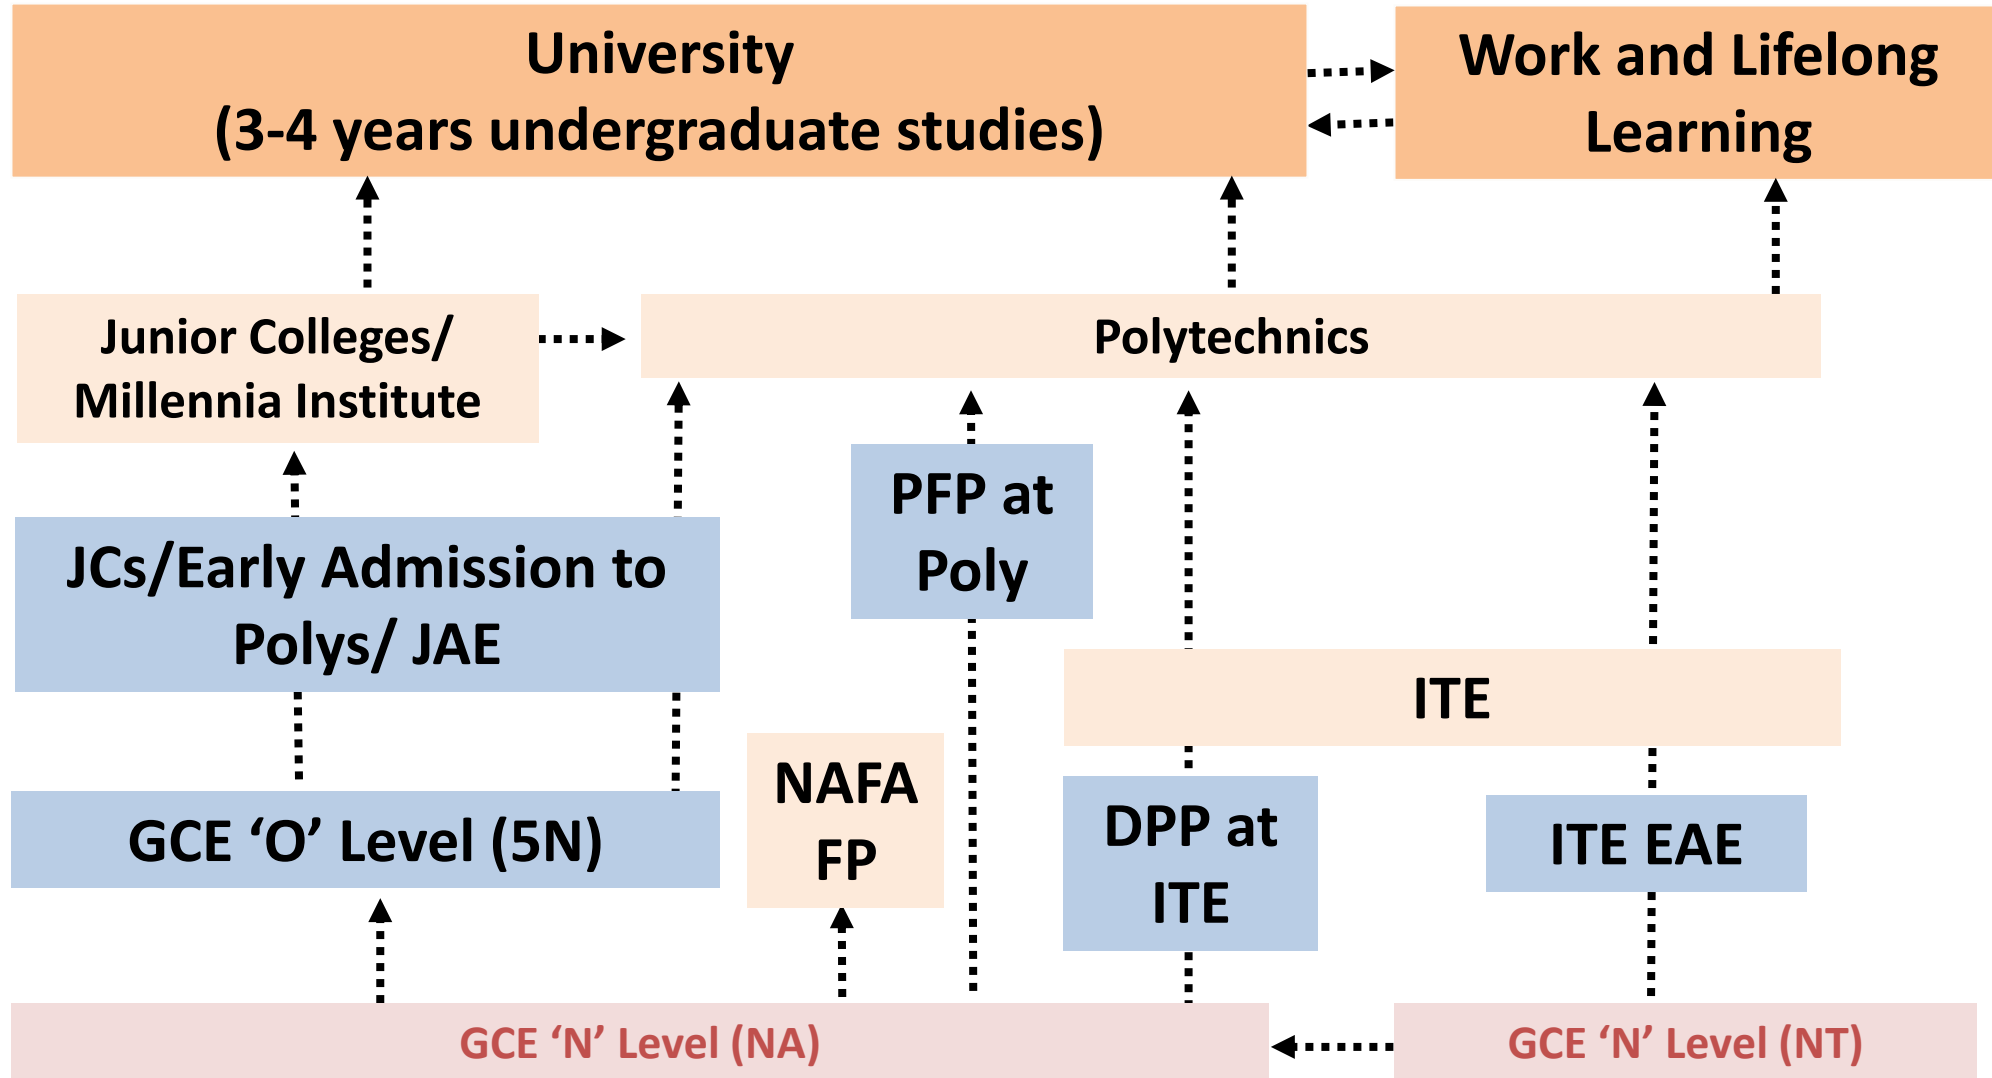 University
(3-4 years undergraduate studies)
Work and Lifelong
Learning
Junior Colleges/
Millennia Institute
Polytechnics
PFP at
Poly
JCs/Early Admission to
Polys/ JAE
ITE
NAFA
FP
DPP at
ITE
ITE EAE
GCE ‘O’ Level (5N)
GCE ‘N’ Level (NA)
GCE ‘N’ Level (NT)